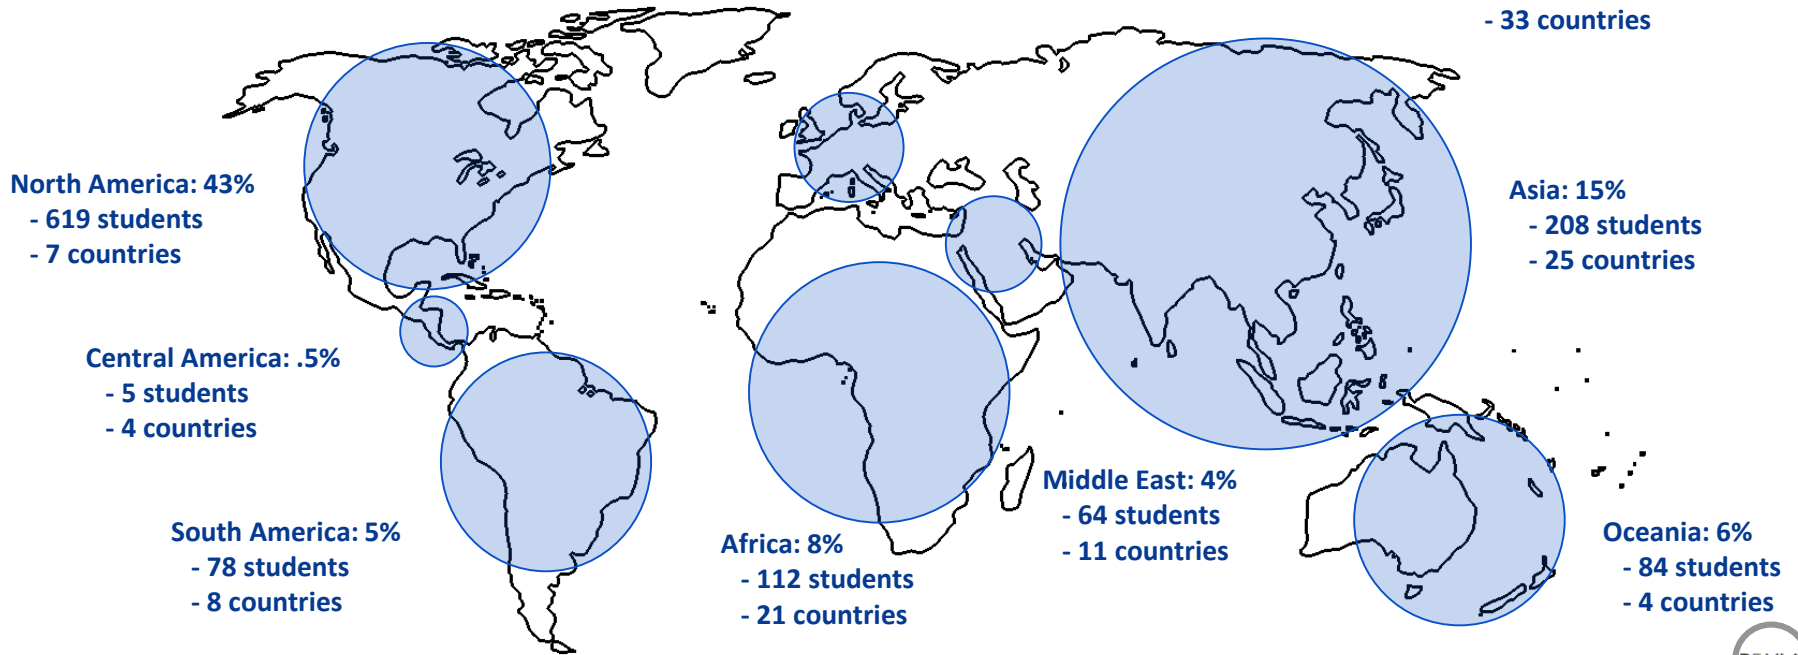 - 33 countries
North America: 43%
- 619 students
- 7 countries
Asia: 15%
- 208 students
- 25 countries
Central America: .5%
- 5 students
- 4 countries
Middle East: 4%
- 64 students
- 11 countries
South America: 5%
- 78 students
- 8 countries
Africa: 8%
- 112 students
- 21 countries
Oceania: 6%
- 84 students
- 4 countries